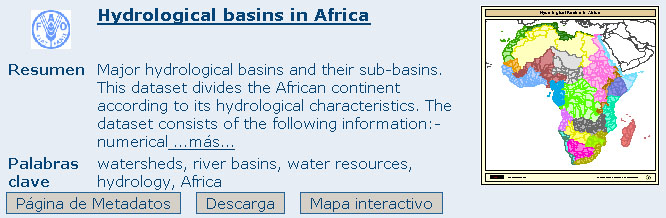 Hydrological basins in Africa
Resumen Major hydrological basins and their sub-basins.
This dataset divides the African continent
according to its hydrological characteristics. The
dataset consists of the following information:-
numerical ...más...
Palabras clave watersheds, river basins, water resources,
hydrology, Africa
Página de Metadatos Descarga Mapa interactivo